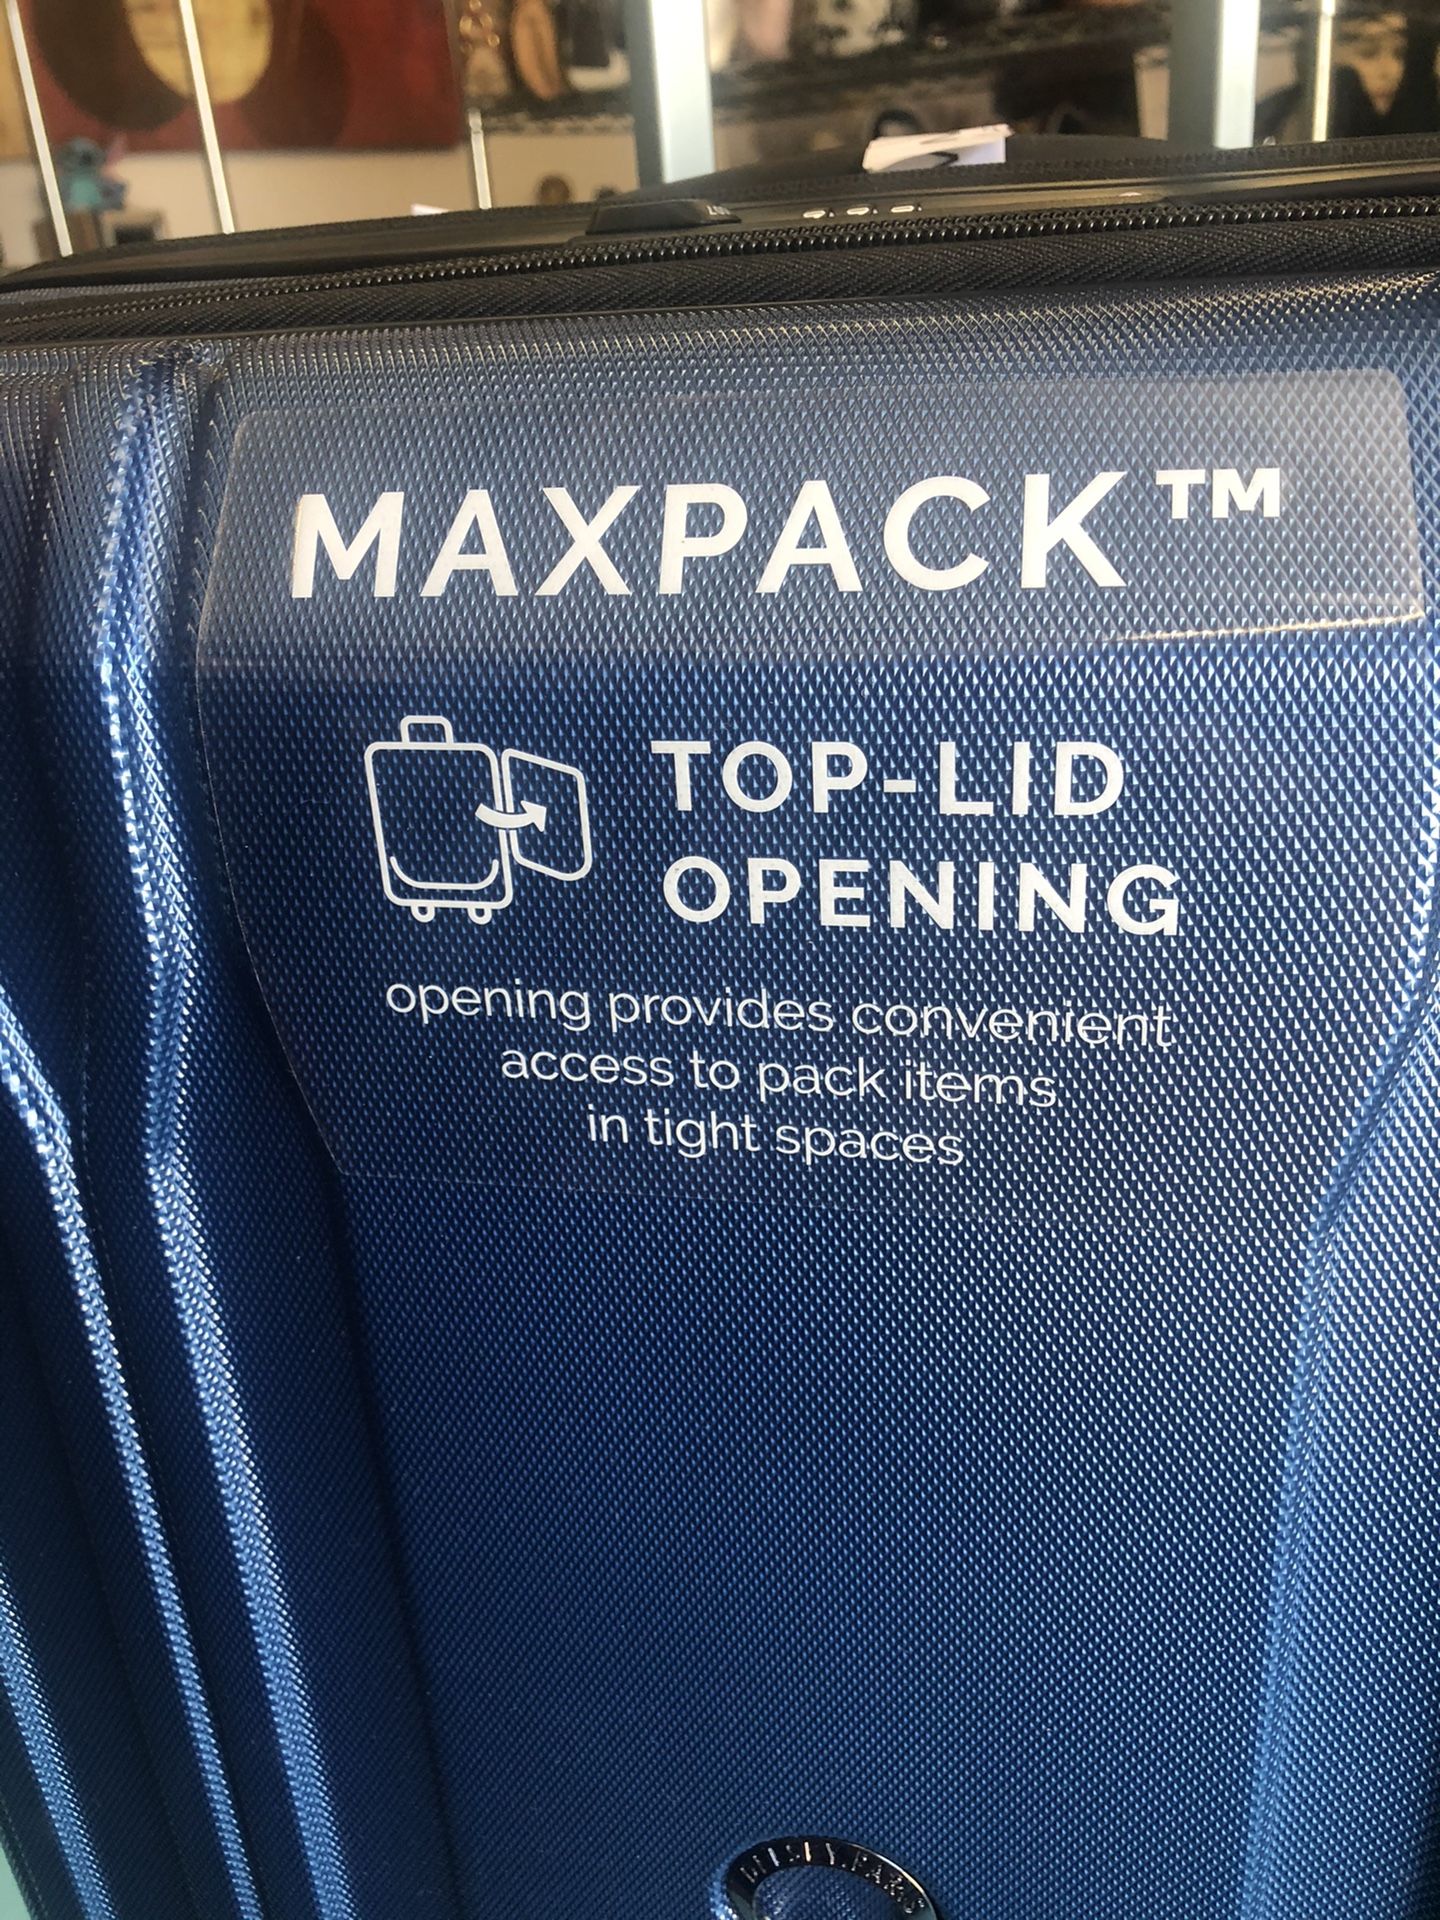 MAXPACK™
TOP-LID
OPENING
opening provides convenient
access to pack items
in tight spaces